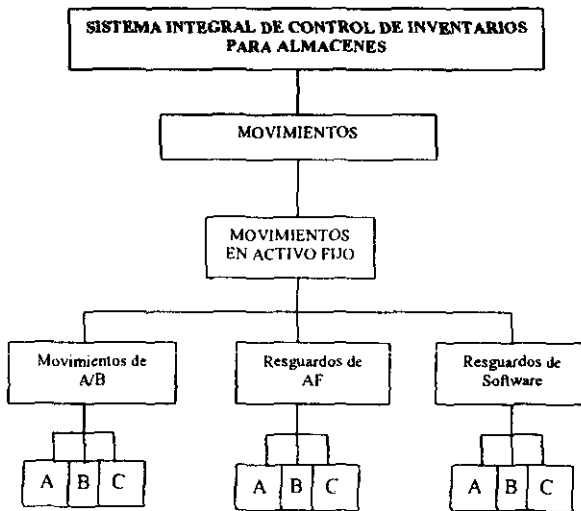 SISTEMA INTEGRAL DE CONTROL DE INVENTARIOS
PARA ALMACENES
MOVIMIENTOS
MOVIMIENTOS
EN ACTIVO FIJO
Movimientos de
A/B
Resguardos de
AF
Resguardos de
Software
A B C
A B C
A B C